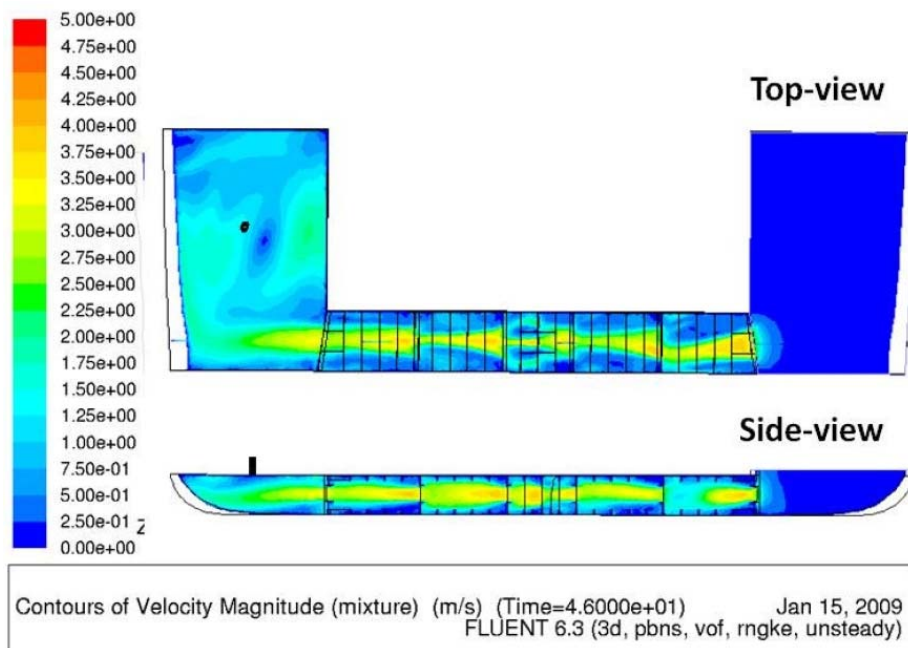 5.00e+00
4.75e+00
4.50e+00
4.25e+00
4.00e+00
3.75e+00
3.50e+00
3.25e+00
3.00e+00
2.75e+00
2.50e+00
2.25e+00
2.00e+00
1.75e+00
1.50e+00
1.25e+00
1.00e+00
7.50e-01
5.00e-01
2.50e-01
0.00e+00
Z
Top-view
Side-view
Contours of Velocity Magnitude (mixture) (m/s) (Time=4.6000e+01) Jan 15, 2009
FLUENT 6.3 (3d, pbns, vof, rngke, unsteady)